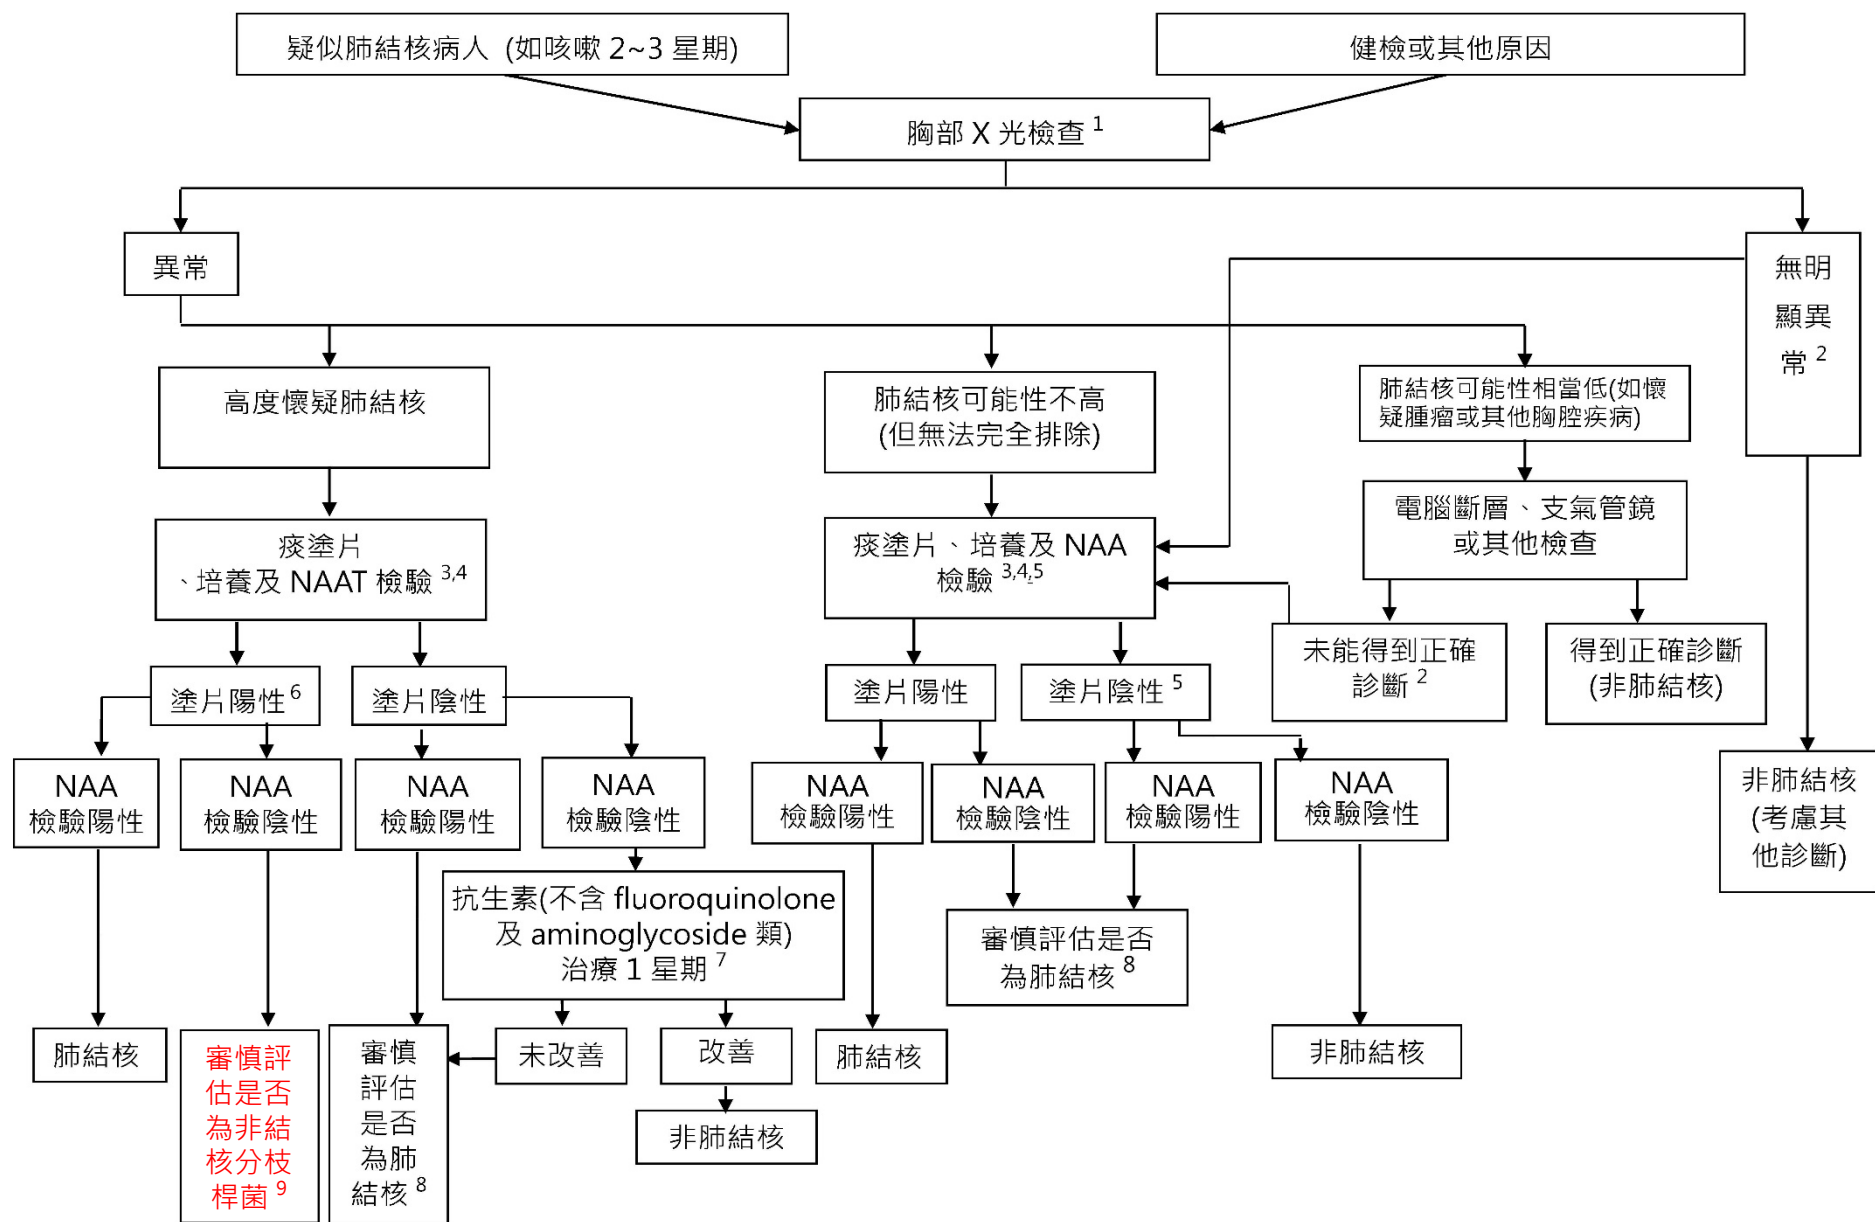 疑似肺結核病人 (如咳嗽 2~3 星期)
健檢或其他原因
胸部 X 光檢查 1
異常
無明
顯異
常 2
高度懷疑肺結核
肺結核可能性不高
(但無法完全排除)
肺結核可能性相當低(如懷
疑腫瘤或其他胸腔疾病)
痰塗片
、培養及 NAAT 檢驗 3,4
痰塗片、培養及 NAA
檢驗 3,4,5
電腦斷層、支氣管鏡
或其他檢查
塗片陽性 6
塗片陰性
塗片陽性
塗片陰性 5
未能得到正確
診斷 2
得到正確診斷
(非肺結核)
NAA
檢驗陽性
NAA
檢驗陰性
NAA
檢驗陽性
NAA
檢驗陰性
NAA
檢驗陽性
NAA
檢驗陰性
NAA
檢驗陽性
NAA
檢驗陰性
非肺結核
(考慮其
他診斷)
抗生素(不含 fluoroquinolone
及 aminoglycoside 類)
治療 1 星期 7
審慎評估是否
為肺結核 8
肺結核
審慎評
估是否
為非結
核分枝
桿菌 9
審慎
評估
是否
為肺
結核 8
未改善
改善
肺結核
非肺結核
非肺結核